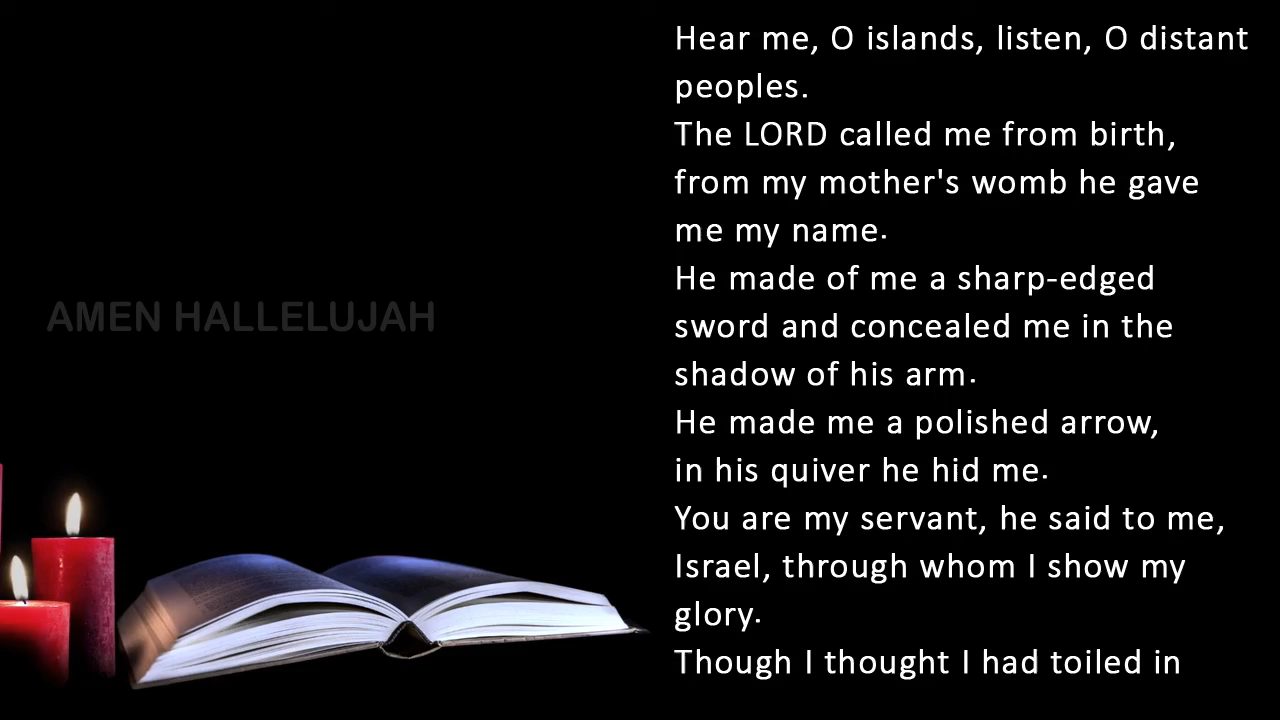 Hear me, O islands, listen, O distant
peoples.
The LORD called me from birth,
from my mother's womb he gave
me my name.
He made of me a sharp-edged
sword and concealed me in the
shadow of his arm.
He made me a polished arrow,
in his quiver he hid me.
You are my servant, he said to me,
Israel, through whom I show my
glory.
Though I thought I had toiled in
AMEN HALLELUJAH